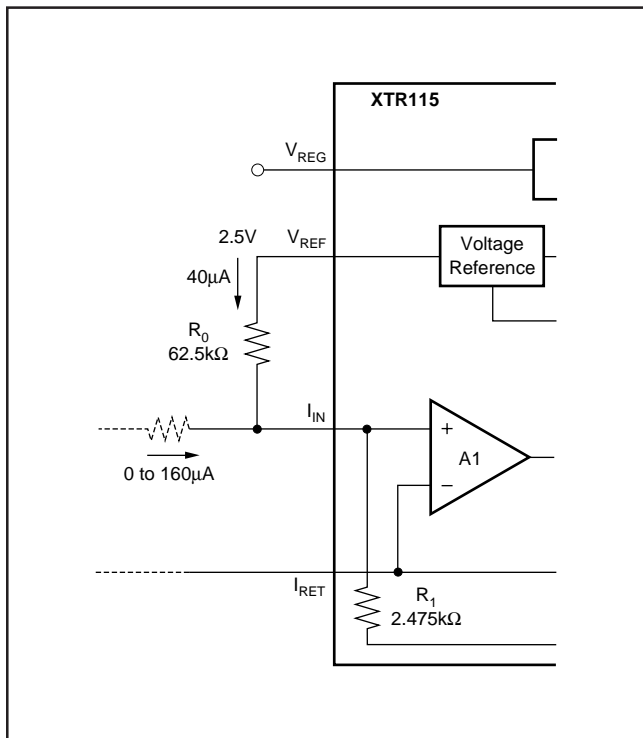 XTR115
V_REG
2.5V
V_REF
Voltage
Reference
40µA
R_0
62.5kΩ
I_IN
+
A1
–
0 to 160µA
I_RET
R_1
2.475kΩ